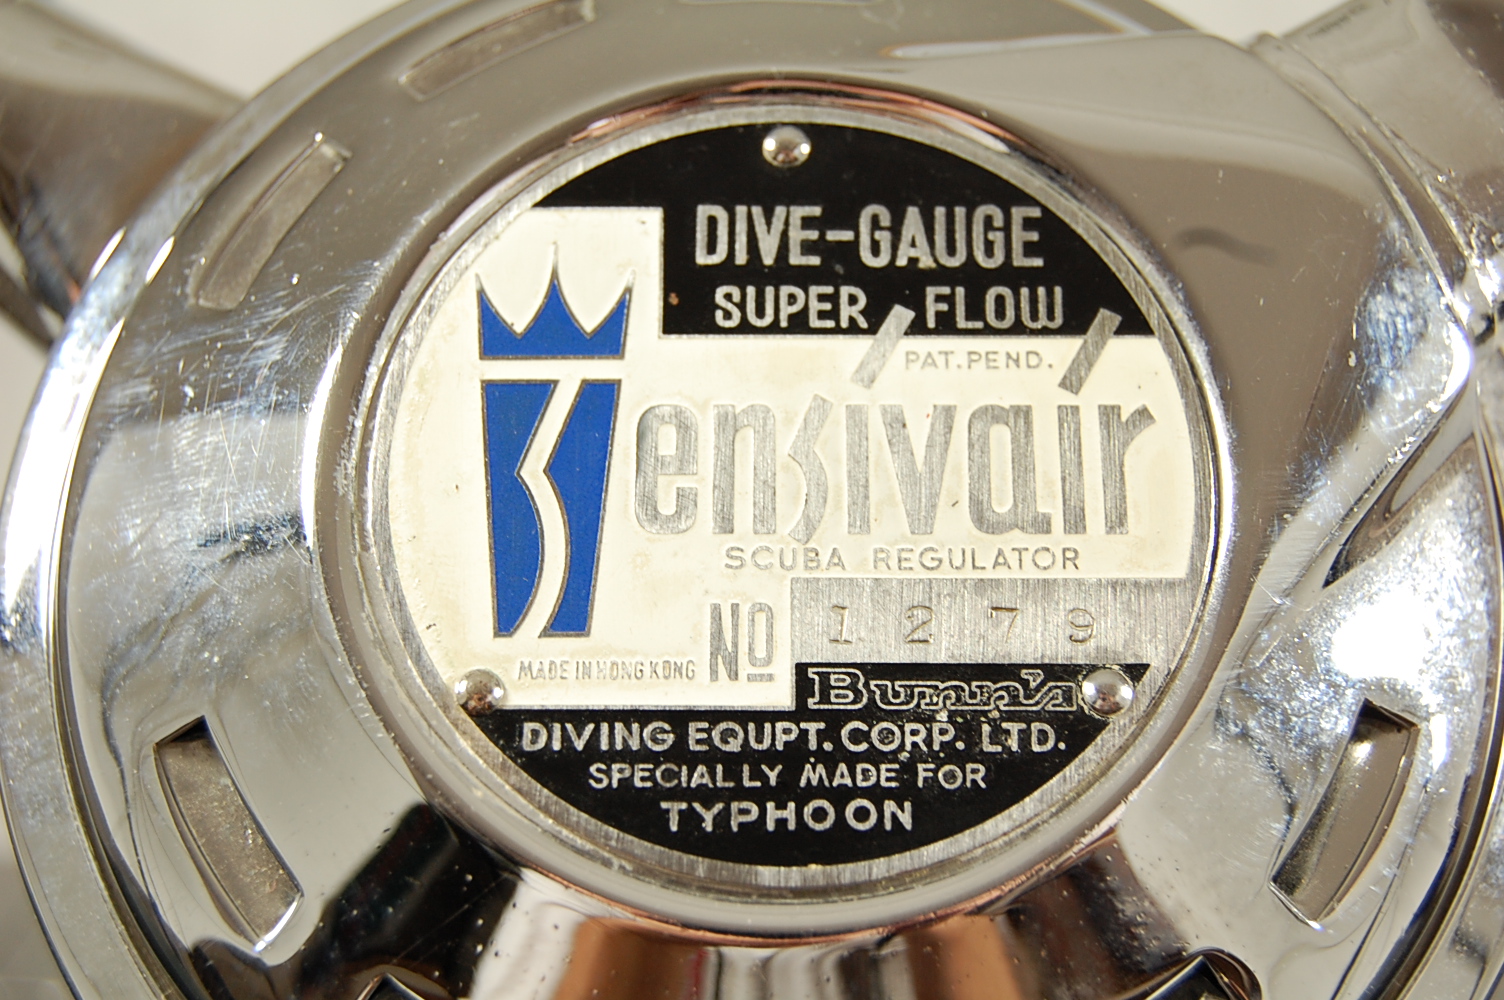 DIVE-GAUGE
SUPER FLOW
PAT.PEND.
Sensivair
SCUBA REGULATOR
NO 1279
MADE IN HONG KONG
Bunn's
DIVING EQUPT. CORP. LTD.
SPECIALLY MADE FOR
TYPHOON